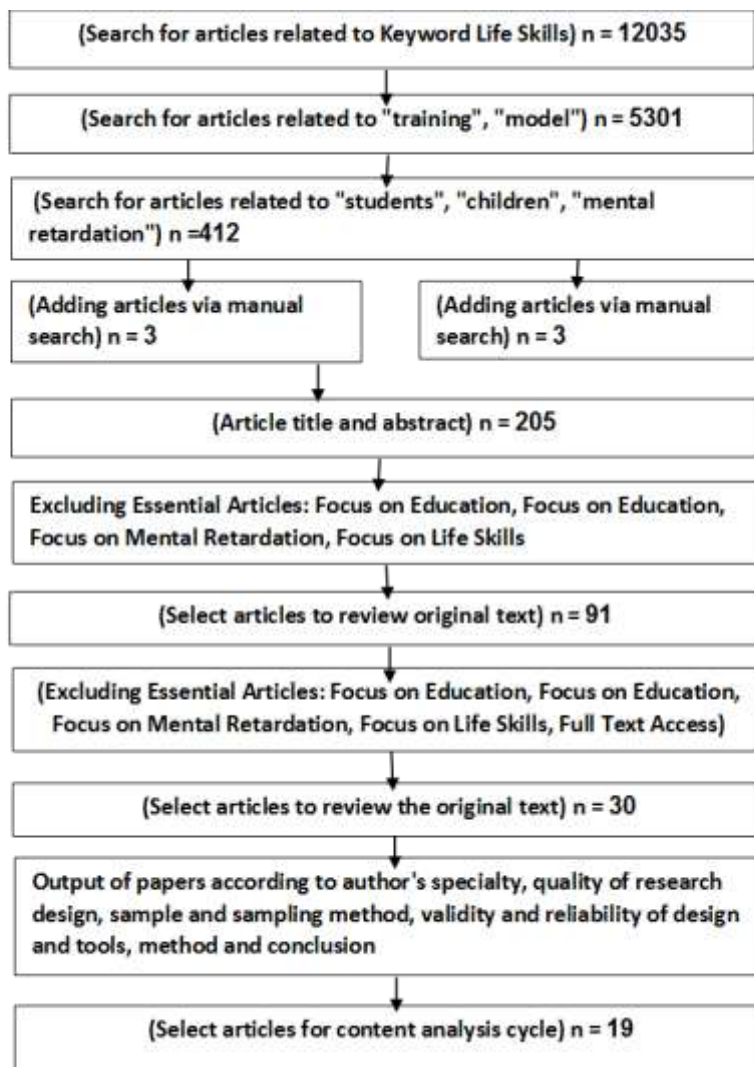 (Search for articles related to Keyword Life Skills) n = 12035
(Search for articles related to "training", "model") n = 5301
(Search for articles related to "students", "children", "mental
retardation") n =412
(Adding articles via manual
search) n = 3
(Adding articles via manual
search) n = 3
(Article title and abstract) n = 205
Excluding Essential Articles: Focus on Education, Focus on Education,
Focus on Mental Retardation, Focus on Life Skills
(Select articles to review original text) n = 91
(Excluding Essential Articles: Focus on Education, Focus on Education,
Focus on Mental Retardation, Focus on Life Skills, Full Text Access)
(Select articles to review the original text) n = 30
Output of papers according to author's specialty, quality of research
design, sample and sampling method, validity and reliability of design
and tools, method and conclusion
(Select articles for content analysis cycle) n = 19